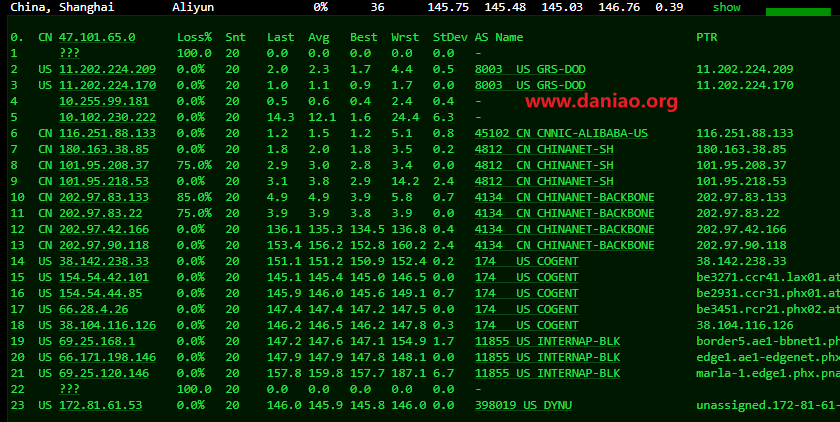 China, Shanghai Aliyun 0% 36 145.75 145.48 145.03 146.76 0.39 show
0. CN 47.101.65.0 Loss% Snt Last Avg Best Wrst StDev AS Name PTR
1 ??? 100.0 20 0.0 0.0 0.0 0.0 0.0 -
2 US 11.202.224.209 0.0% 20 2.0 2.3 1.7 4.4 0.5 8003 US GRS-DOD 11.202.224.209
3 US 11.202.224.170 0.0% 20 1.0 1.1 0.9 1.7 0.0 8003 US GRS-DOD 11.202.224.170
4 10.255.99.181 0.0% 20 0.5 0.6 0.4 2.4 0.4 -
www.daniao.org
5 10.102.230.222 0.0% 20 14.3 12.1 1.6 24.4 6.3 -
6 CN 116.251.88.133 0.0% 20 1.2 1.5 1.2 5.1 0.8 45102 CN CNNIC-ALIBABA-US 116.251.88.133
7 CN 180.163.38.85 0.0% 20 1.8 2.0 1.8 3.5 0.2 4812 CN CHINANET-SH 180.163.38.85
8 CN 101.95.208.37 75.0% 20 2.9 3.0 2.8 3.4 0.0 4812 CN CHINANET-SH 101.95.208.37
9 CN 101.95.218.53 0.0% 20 3.1 3.8 2.9 14.2 2.4 4812 CN CHINANET-SH 101.95.218.53
10 CN 202.97.83.133 85.0% 20 4.9 4.9 3.9 5.8 0.7 4134 CN CHINANET-BACKBONE 202.97.83.133
11 CN 202.97.83.22 75.0% 20 3.9 3.9 3.8 3.9 0.0 4134 CN CHINANET-BACKBONE 202.97.83.22
12 CN 202.97.42.166 0.0% 20 136.1 135.3 134.5 136.8 0.4 4134 CN CHINANET-BACKBONE 202.97.42.166
13 CN 202.97.90.118 0.0% 20 153.4 156.2 152.8 160.2 2.4 4134 CN CHINANET-BACKBONE 202.97.90.118
14 US 38.142.238.33 0.0% 20 151.1 151.2 150.9 152.4 0.2 174 US COGENT 38.142.238.33
15 US 154.54.42.101 0.0% 20 145.1 145.4 145.0 146.5 0.0 174 US COGENT be3271.ccr41.lax01.at
16 US 154.54.44.85 0.0% 20 145.9 146.0 145.6 149.1 0.7 174 US COGENT be2931.ccr31.phx01.at
17 US 66.28.4.26 0.0% 20 147.4 147.4 147.2 147.5 0.0 174 US COGENT be3451.rcr21.phx02.at
18 US 38.104.116.126 0.0% 20 146.2 146.5 146.2 147.8 0.3 174 US COGENT 38.104.116.126
19 US 69.25.168.1 0.0% 20 147.2 147.6 147.1 154.9 1.7 11855 US INTERNAP-BLK border5.ae1-bbnet1.ph
20 US 66.171.198.146 0.0% 20 147.9 147.9 147.8 148.1 0.0 11855 US INTERNAP-BLK edge1.ae1-edgenet.phx
21 US 69.25.120.146 0.0% 20 157.8 159.8 157.7 187.1 6.7 11855 US INTERNAP-BLK marla-1.edge1.phx.pna
22 ??? 100.0 20 0.0 0.0 0.0 0.0 0.0 -
23 US 172.81.61.53 0.0% 20 146.0 145.9 145.8 146.0 0.0 398019 US DYNU unassigned.172-81-61-